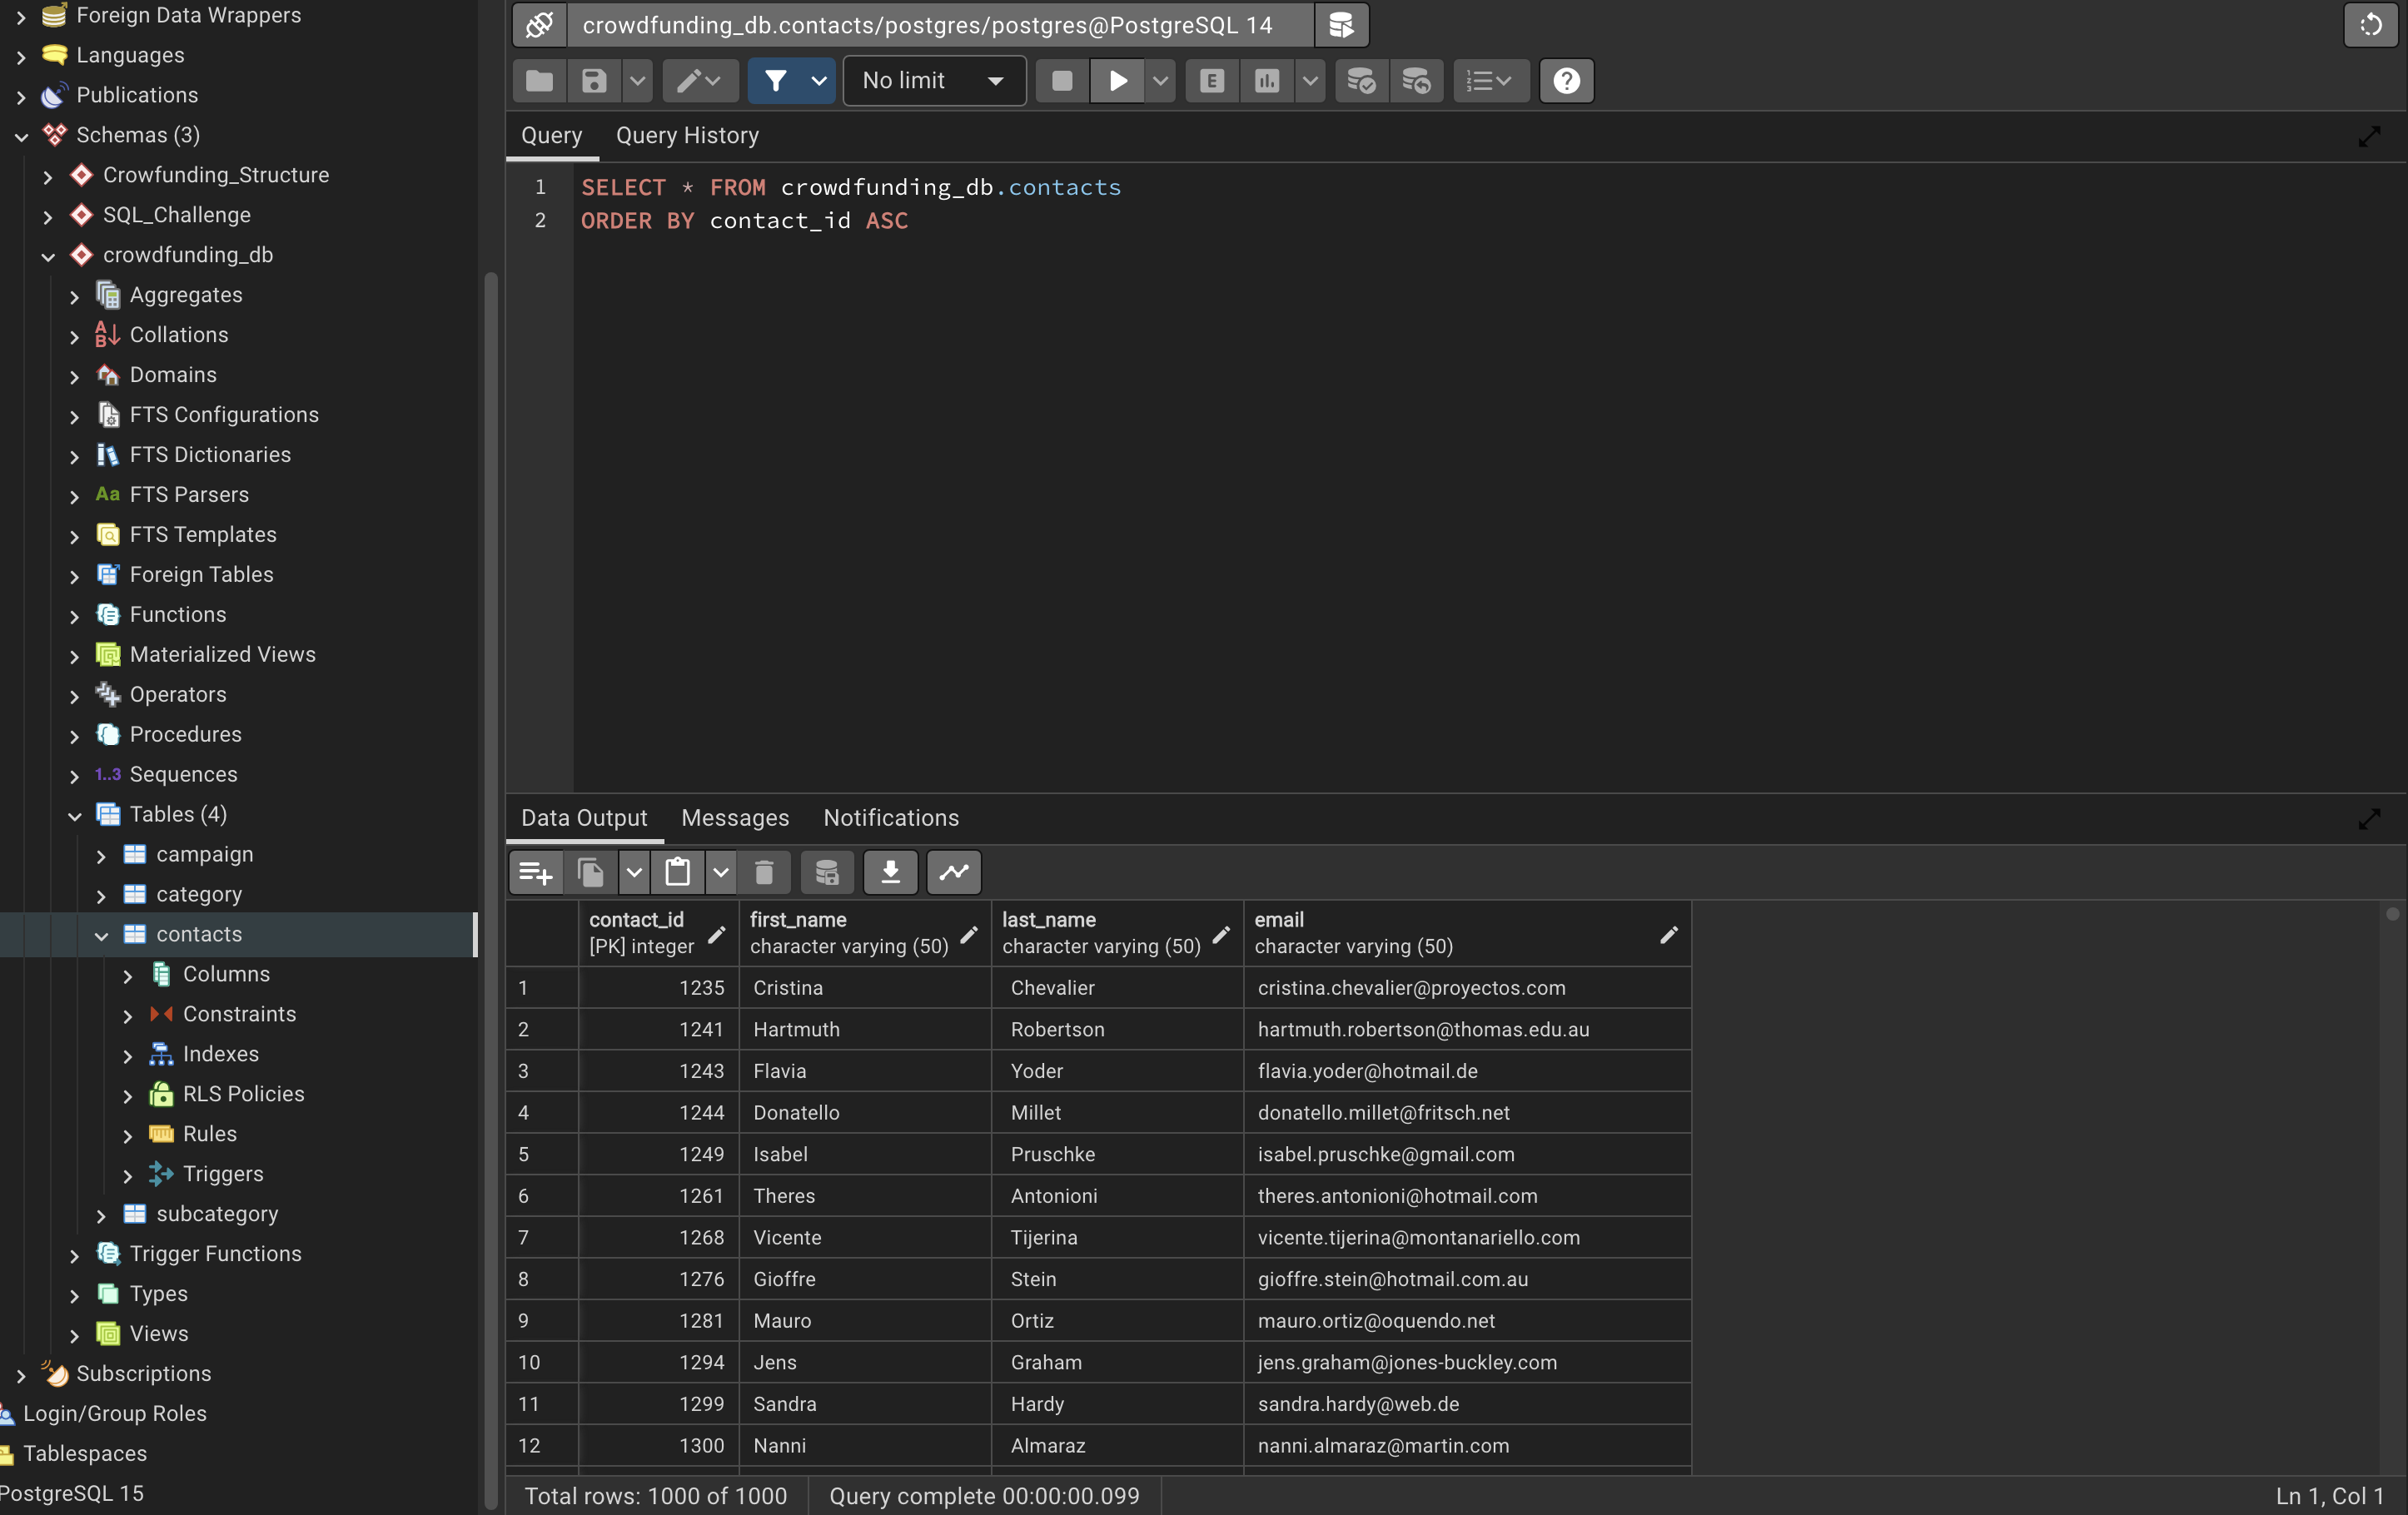 Foreign Data Wrappers
Languages
Publications
Schemas (3)
Crowfunding_Structure
SQL_Challenge
crowdfunding_db
Aggregates
Collations
Domains
FTS Configurations
FTS Dictionaries
Aa FTS Parsers
FTS Templates
Foreign Tables
Functions
Materialized Views
Operators
Procedures
1..3 Sequences
Tables (4)
campaign
category
contacts
Columns
Constraints
Indexes
RLS Policies
Rules
Triggers
subcategory
Trigger Functions
Types
Views
Subscriptions
Login/Group Roles
Tablespaces
PostgreSQL 15
crowdfunding_db.contacts/postgres/postgres@PostgreSQL 14
No limit
E
Query Query History
1 SELECT * FROM crowdfunding_db.contacts
2 ORDER BY contact_id ASC
Data Output Messages Notifications
contact_id first_name last_name email
[PK] integer character varying (50) character varying (50) character varying (50)
1 1235 Cristina Chevalier cristina.chevalier@proyectos.com
2 1241 Hartmuth Robertson hartmuth.robertson@thomas.edu.au
3 1243 Flavia Yoder flavia.yoder@hotmail.de
4 1244 Donatello Millet donatello.millet@fritsch.net
5 1249 Isabel Pruschke isabel.pruschke@gmail.com
6 1261 Theres Antonioni theres.antonioni@hotmail.com
7 1268 Vicente Tijerina vicente.tijerina@montanariello.com
8 1276 Gioffre Stein gioffre.stein@hotmail.com.au
9 1281 Mauro Ortiz mauro.ortiz@oquendo.net
10 1294 Jens Graham jens.graham@jones-buckley.com
11 1299 Sandra Hardy sandra.hardy@web.de
12 1300 Nanni Almaraz nanni.almaraz@martin.com
Total rows: 1000 of 1000 Query complete 00:00:00.099 Ln 1, Col 1